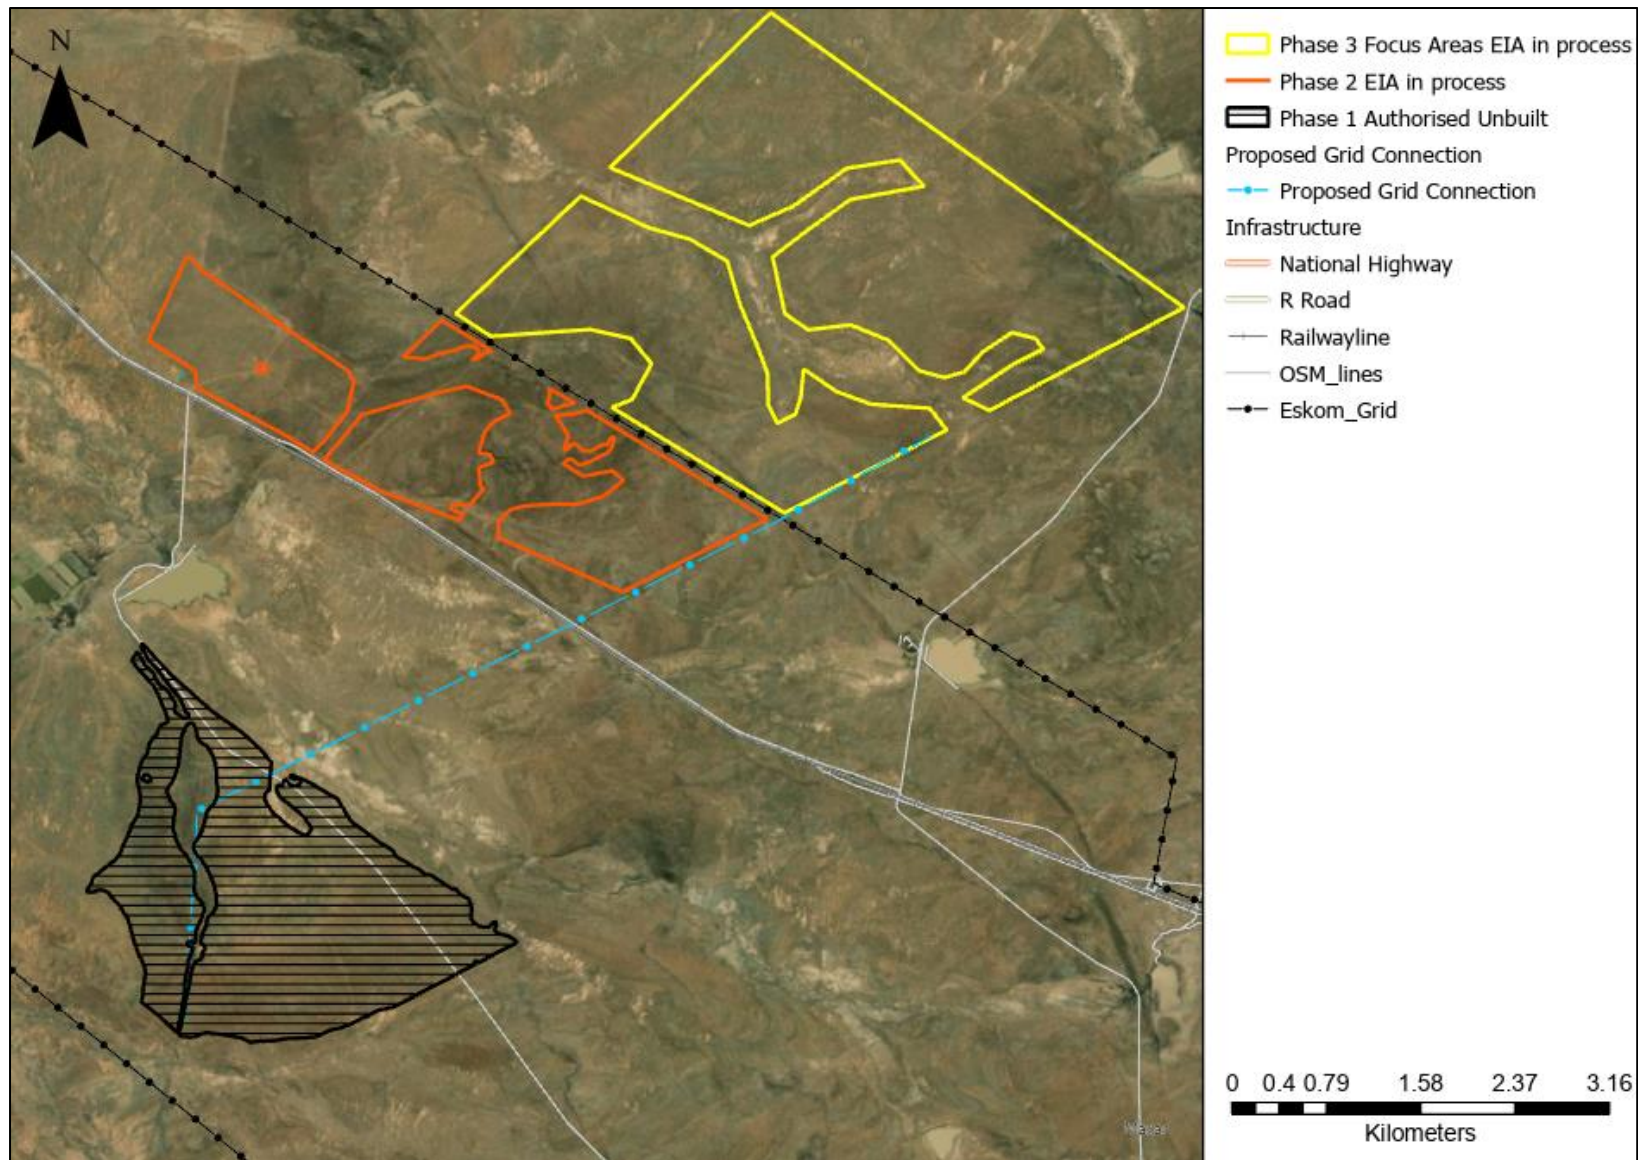 N
Phase 3 Focus Areas EIA in process
Phase 2 EIA in process
Phase 1 Authorised Unbuilt
Proposed Grid Connection
Proposed Grid Connection
Infrastructure
National Highway
R Road
Railwayline
OSM_lines
Eskom_Grid
0 0.4 0.79 1.58 2.37 3.16
Kilometers